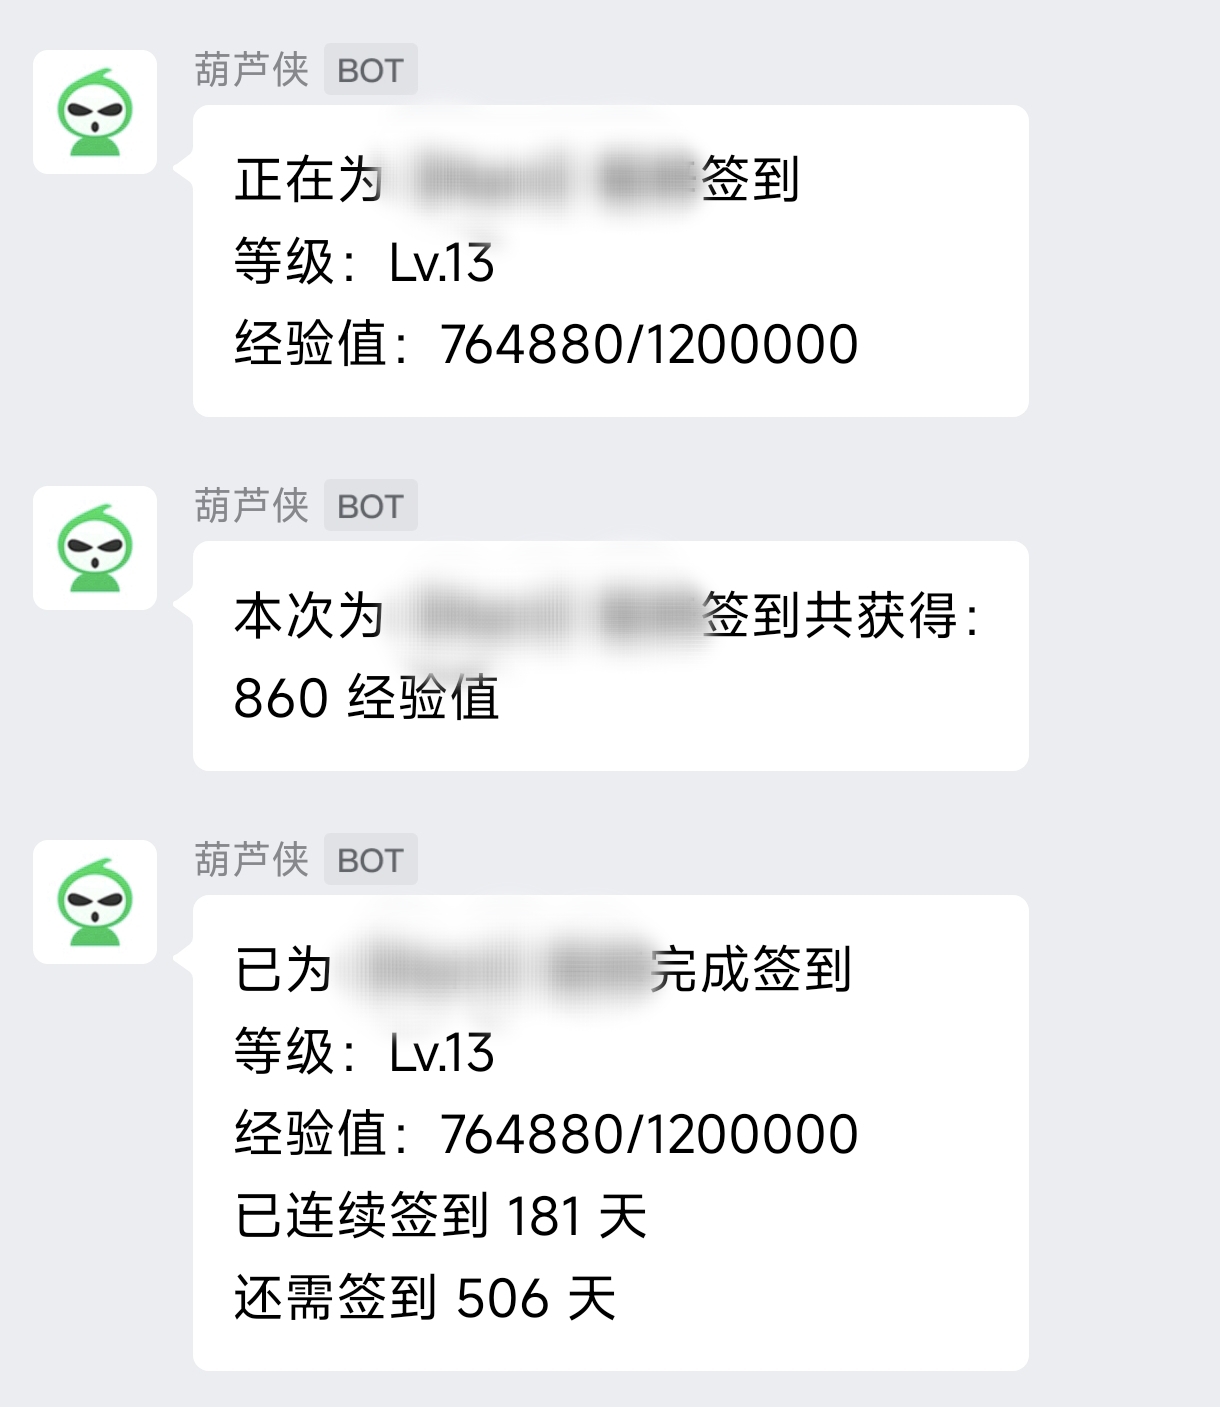 葫芦侠 BOT
正在为 签到
等级：Lv.13
经验值：764880/1200000
葫芦侠 BOT
本次为 签到共获得：
860 经验值
葫芦侠 BOT
已为 完成签到
等级：Lv.13
经验值：764880/1200000
已连续签到 181 天
还需签到 506 天